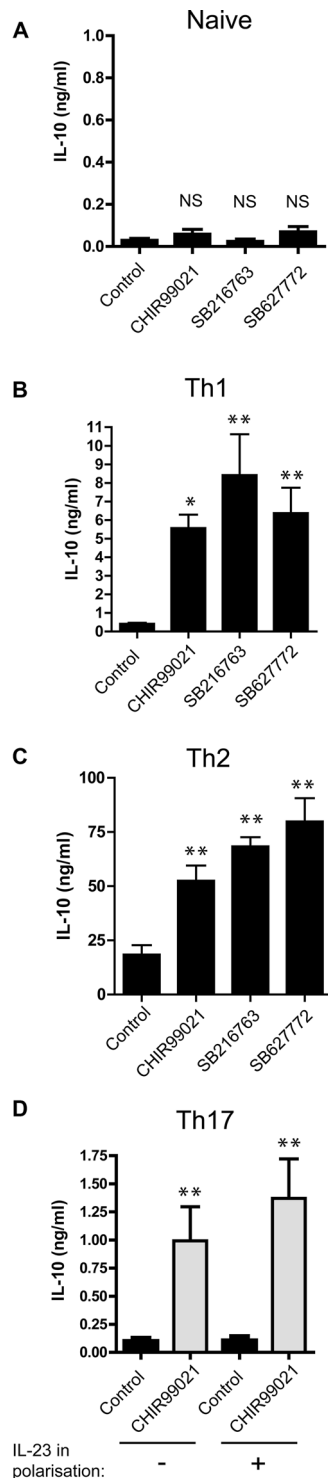 A
Naive
IL-10 (ng/ml)
1.0
0.8
0.6
0.4
0.2
0.0
NS NS NS
Control CHIR99021 SB216763 SB627772
B
Th1
IL-10 (ng/ml)
11
10
9
8
7
6
5
4
3
2
1
0
* ** **
Control CHIR99021 SB216763 SB627772
C
Th2
IL-10 (ng/ml)
100
75
50
25
0
** ** **
Control CHIR99021 SB216763 SB627772
D
Th17
IL-10 (ng/ml)
1.75
1.50
1.25
1.00
0.75
0.50
0.25
0.00
** **
Control CHIR99021 Control CHIR99021
IL-23 in
polarisation: - +